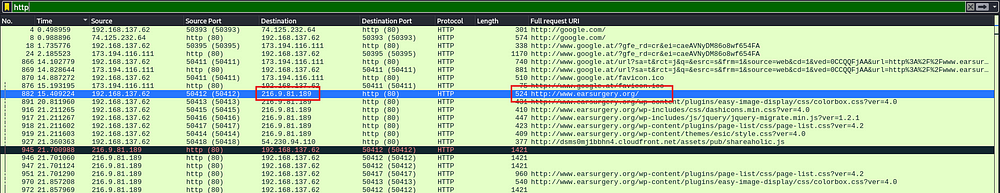 http
No. Time Source Source Port Destination Destination Port Protocol Length Full request URI
4 0.498959 192.168.137.62 50393 (50393) 74.125.232.64 http (80) HTTP 301 http://google.com/
8 0.988896 74.125.232.64 http (80) 192.168.137.62 50393 (50393) HTTP 574 http://google.com/
18 1.735776 192.168.137.62 50395 (50395) 173.194.116.111 http (80) HTTP 338 http://www.google.at/?gfe_rd=cr&ei=caeAVNyDM86o8wf654FA
24 2.185523 173.194.116.111 http (80) 192.168.137.62 50395 (50395) HTTP 1170 http://www.google.at/?gfe_rd=cr&ei=caeAVNyDM86o8wf654FA
866 14.102779 192.168.137.62 50411 (50411) 173.194.116.111 http (80) HTTP 740 http://www.google.at/url?sa=t&rct=j&q=&esrc=s&frm=1&source=web&cd=1&ved=0CCQQFjAA&url=http%3A%2F%2Fwww.earsur…
869 14.828644 173.194.116.111 http (80) 192.168.137.62 50411 (50411) HTTP 881 http://www.google.at/url?sa=t&rct=j&q=&esrc=s&frm=1&source=web&cd=1&ved=0CCQQFjAA&url=http%3A%2F%2Fwww.earsur…
870 14.887272 192.168.137.62 50411 (50411) 173.194.116.111 http (80) HTTP 510 http://www.google.at/favicon.ico
876 15.193195 173.194.116.111 http (80) 192.168.137.62 50411 (50411) HTTP 75 http://www.google.at/favicon.ico
882 15.409224 192.168.137.62 50412 (50412) 216.9.81.189 http (80) HTTP 524 http://www.earsurgery.org/
891 20.811960 192.168.137.62 50413 (50413) 216.9.81.189 http (80) HTTP 431 http://www.earsurgery.org/wp-content/plugins/easy-image-display/css/colorbox.css?ver=4.0
916 21.211265 192.168.137.62 50415 (50415) 216.9.81.189 http (80) HTTP 410 http://www.earsurgery.org/wp-includes/css/dashicons.min.css?ver=4.0
917 21.211267 192.168.137.62 50416 (50416) 216.9.81.189 http (80) HTTP 447 http://www.earsurgery.org/wp-includes/js/jquery/jquery-migrate.min.js?ver=1.2.1
918 21.211602 192.168.137.62 50417 (50417) 216.9.81.189 http (80) HTTP 423 http://www.earsurgery.org/wp-content/plugins/page-list/css/page-list.css?ver=4.2
919 21.211603 192.168.137.62 50418 (50418) 216.9.81.189 http (80) HTTP 409 http://www.earsurgery.org/wp-content/themes/esic/style.css?ver=4.0
927 21.360363 192.168.137.62 50418 (50418) 54.230.94.110 http (80) HTTP 377 http://dsms0mj1bbhn4.cloudfront.net/assets/pub/shareaholic.js
945 21.700988 216.9.81.189 http (80) 192.168.137.62 50412 (50412) HTTP 1421
946 21.701060 216.9.81.189 http (80) 192.168.137.62 50412 (50412) HTTP 1421
947 21.701124 216.9.81.189 http (80) 192.168.137.62 50412 (50412) HTTP 1421
951 21.701290 216.9.81.189 http (80) 192.168.137.62 50417 (50417) HTTP 960 http://www.earsurgery.org/wp-content/plugins/page-list/css/page-list.css?ver=4.2
970 21.857208 216.9.81.189 http (80) 192.168.137.62 50413 (50413) HTTP 540 http://www.earsurgery.org/wp-content/plugins/easy-image-display/css/colorbox.css?ver=4.0
972 21.857969 216.9.81.189 http (80) 192.168.137.62 50412 (50412) HTTP 1421